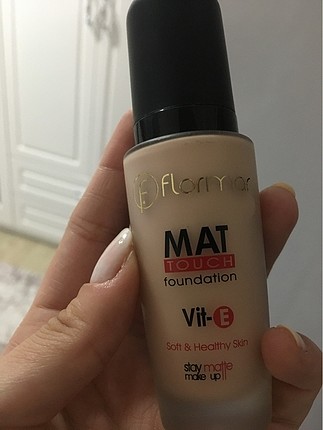 F flormar
MAT
TOUCH
foundation
Vit-E
Soft & Healthy Skin
stay matte
make up